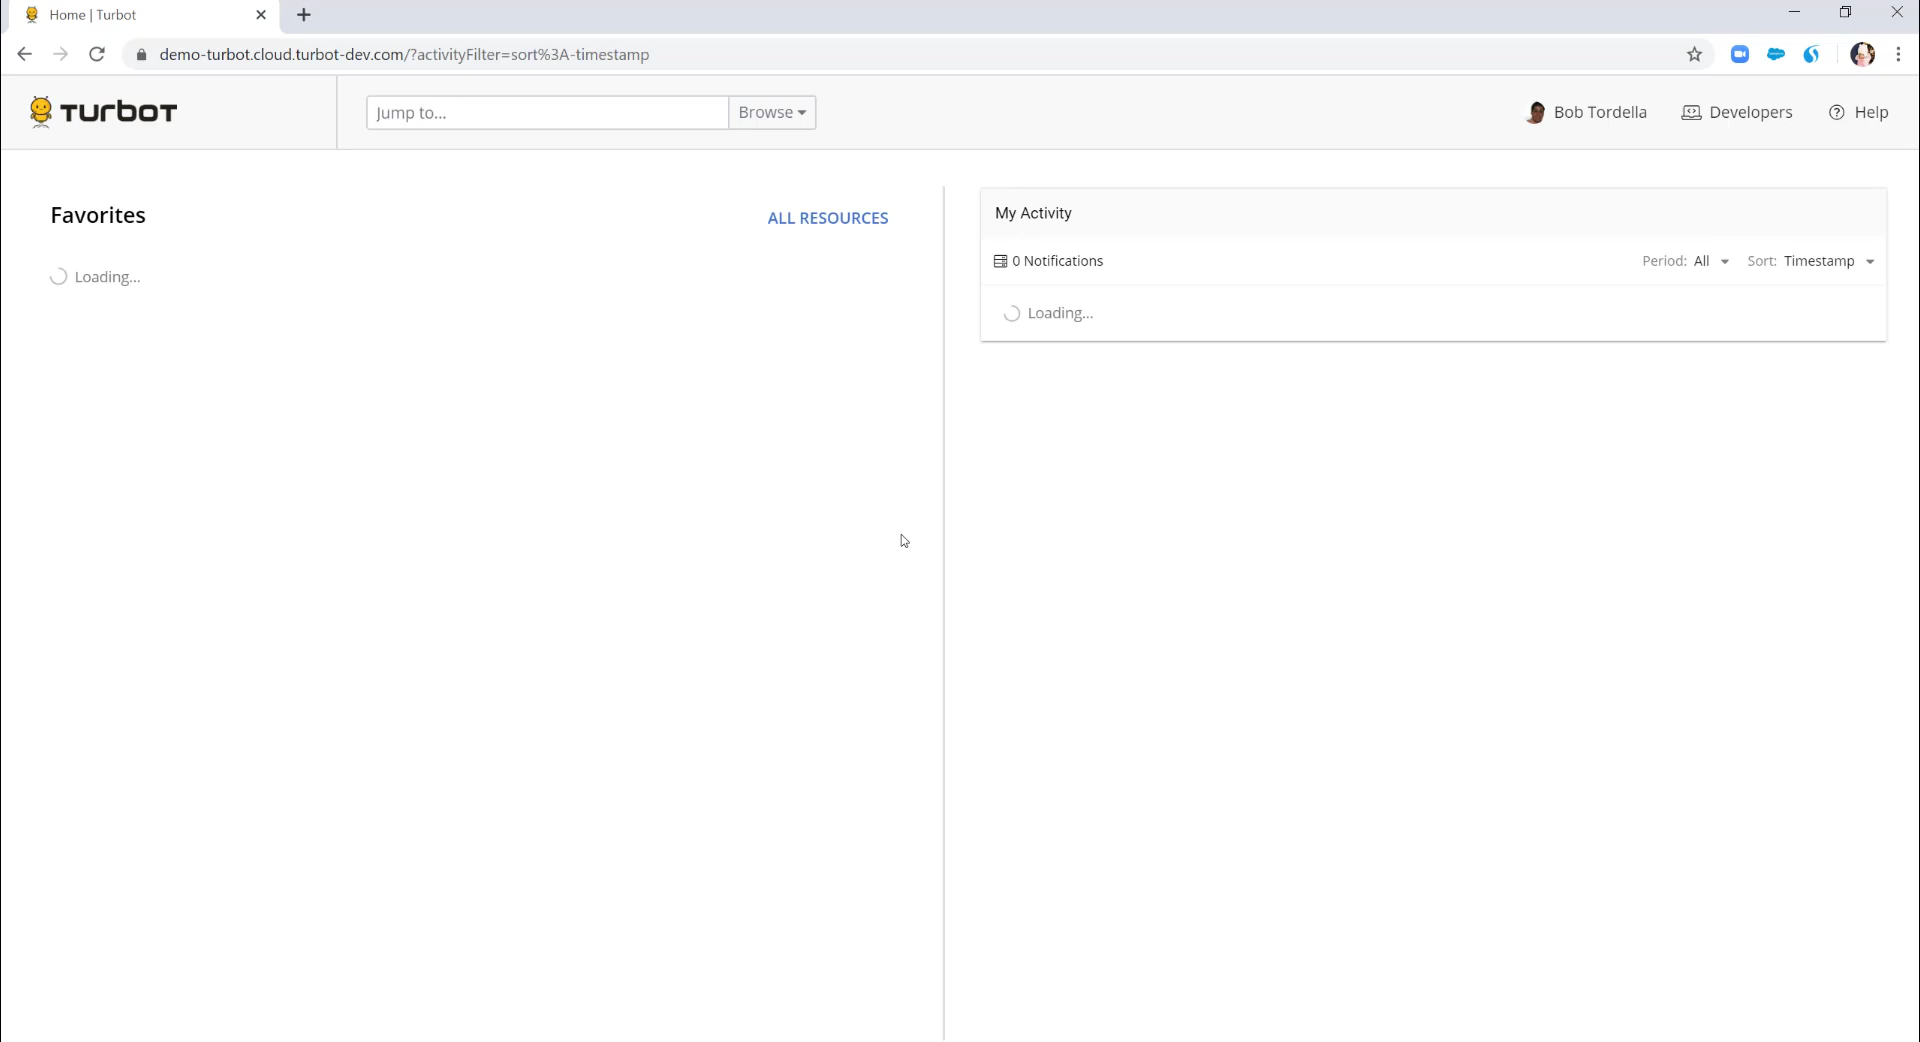 Home | Turbot
demo-turbot.cloud.turbot-dev.com/?activityFilter=sort%3A-timestamp
TURBOT
Jump to...
Browse
Bob Tordella
Developers
Help
Favorites
ALL RESOURCES
Loading...
My Activity
0 Notifications
Period: All
Sort: Timestamp
Loading...